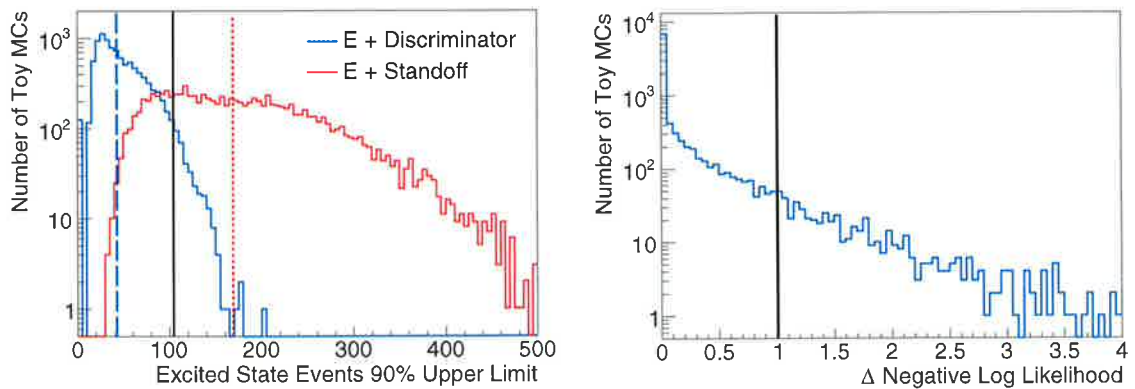 Number of Toy MCs
10³
10²
10
1
E + Discriminator
E + Standoff
0 100 200 300 400 500
Excited State Events 90% Upper Limit
Number of Toy MCs
10⁴
10³
10²
10
1
0 0.5 1 1.5 2 2.5 3 3.5 4
Δ Negative Log Likelihood